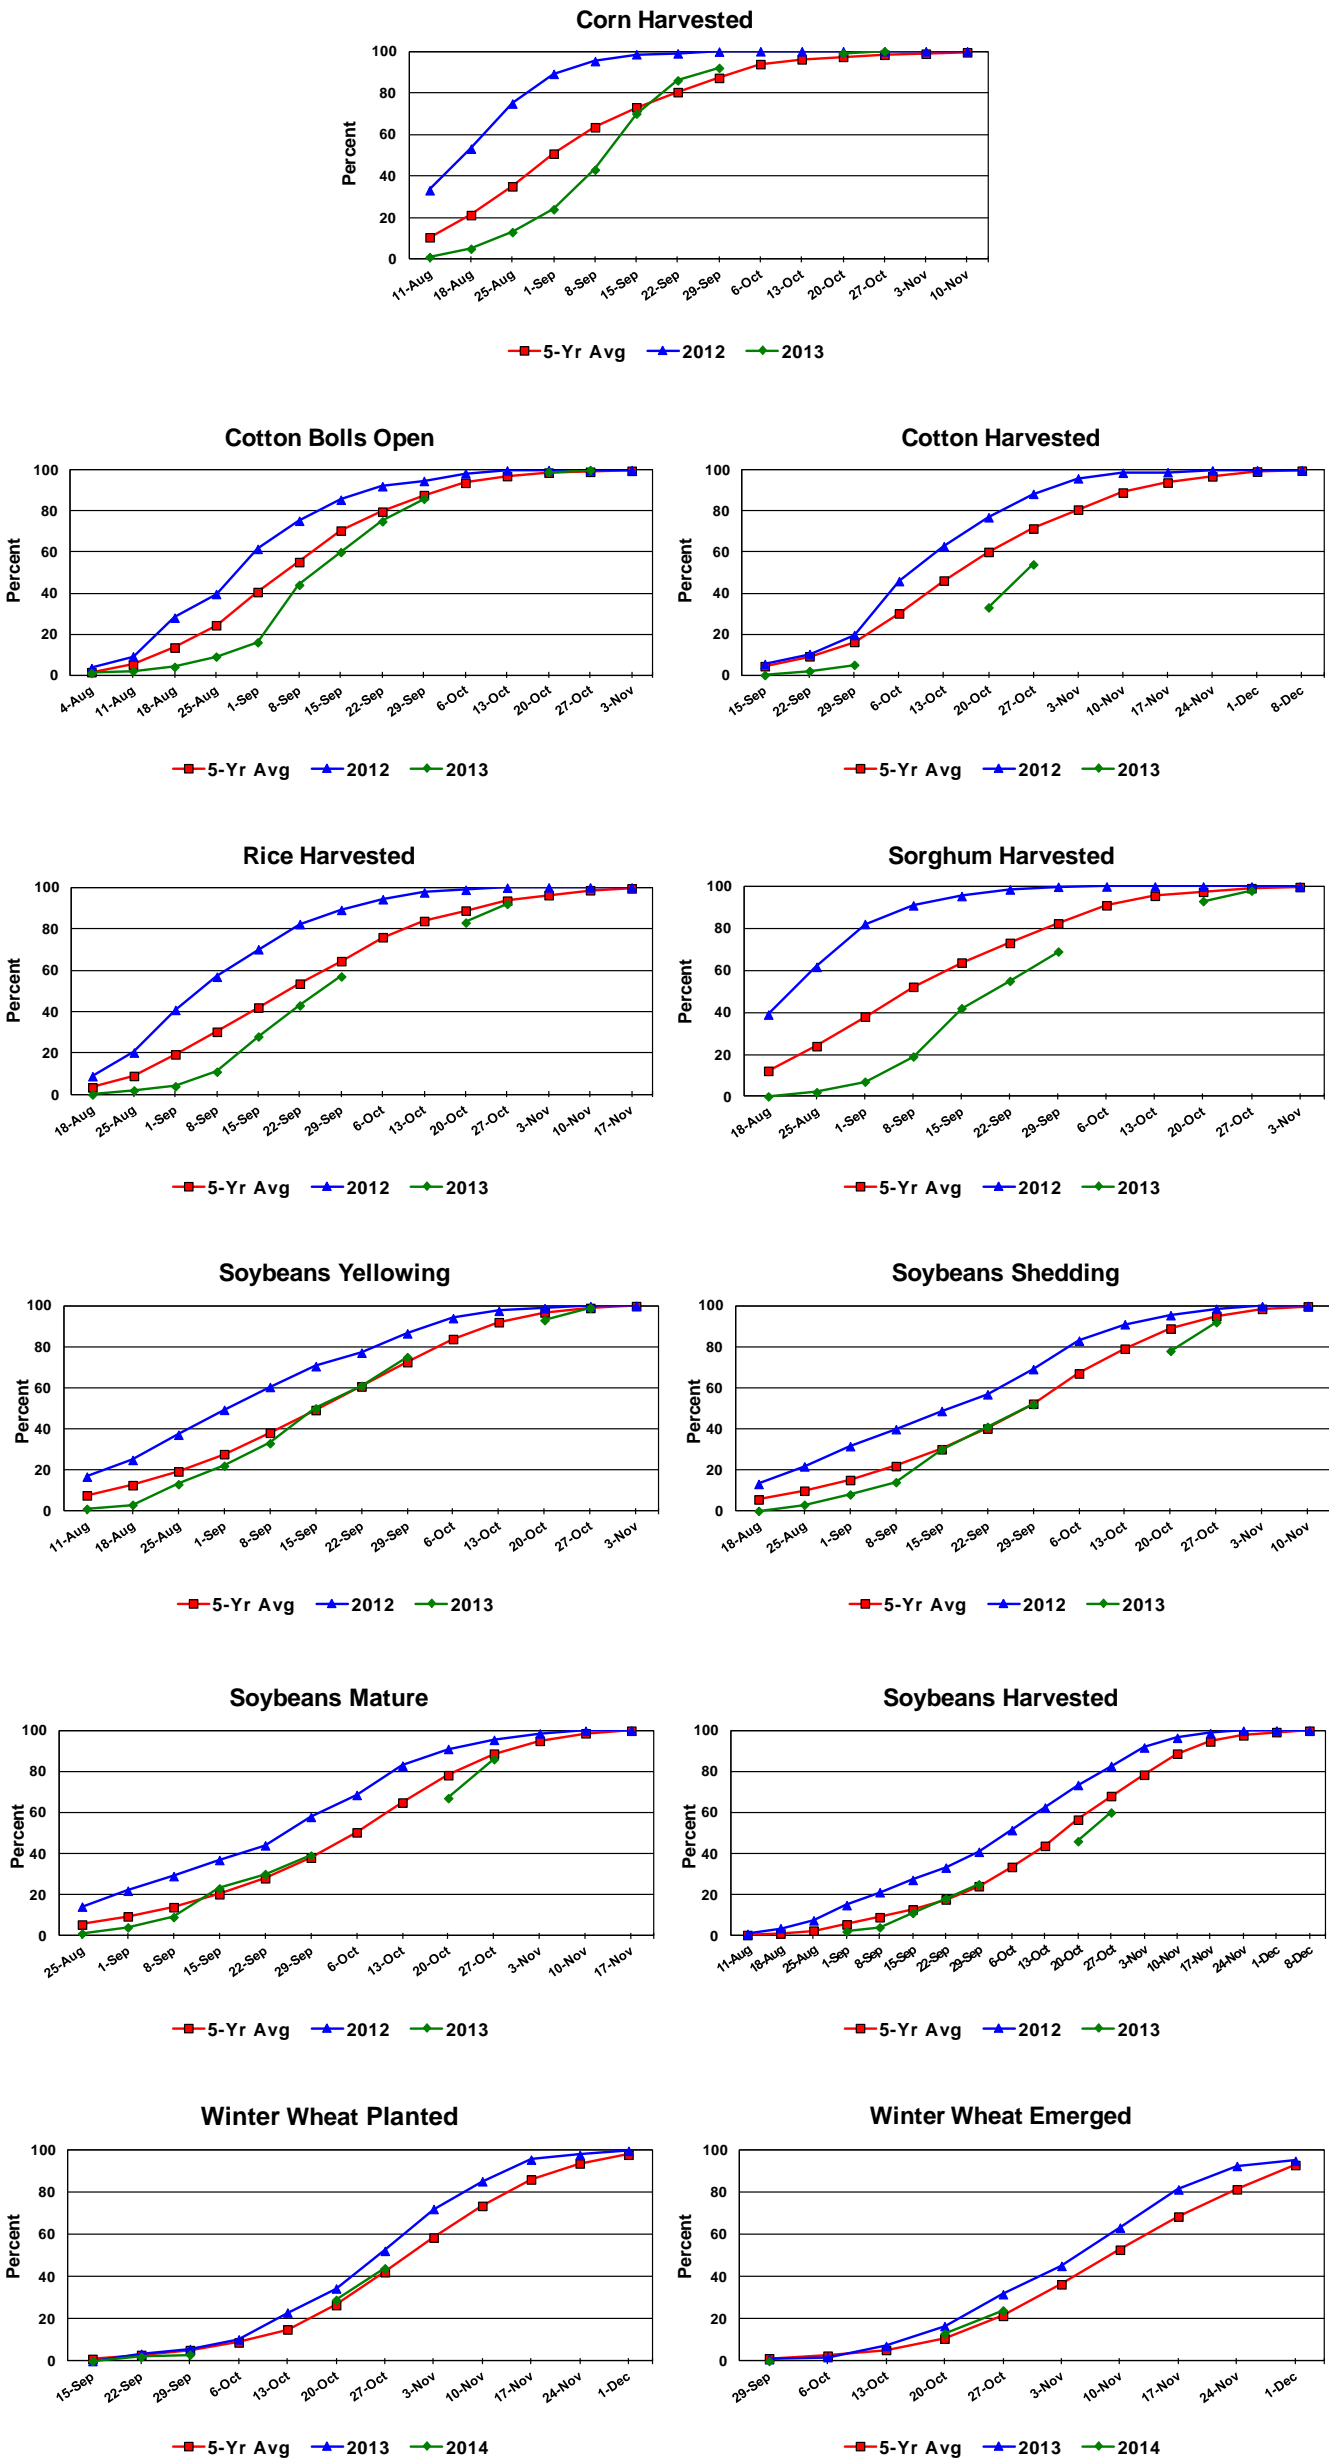 Corn Harvested
Percent
100
80
60
40
20
0
11-Aug 18-Aug 25-Aug 1-Sep 8-Sep 15-Sep 22-Sep 29-Sep 6-Oct 13-Oct 20-Oct 27-Oct 3-Nov 10-Nov
5-Yr Avg 2012 2013
Cotton Bolls Open
Percent
100
80
60
40
20
0
4-Aug 11-Aug 18-Aug 25-Aug 1-Sep 8-Sep 15-Sep 22-Sep 29-Sep 6-Oct 13-Oct 20-Oct 27-Oct 3-Nov
5-Yr Avg 2012 2013
Cotton Harvested
Percent
100
80
60
40
20
0
15-Sep 22-Sep 29-Sep 6-Oct 13-Oct 20-Oct 27-Oct 3-Nov 10-Nov 17-Nov 24-Nov 1-Dec 8-Dec
5-Yr Avg 2012 2013
Rice Harvested
Percent
100
80
60
40
20
0
18-Aug 25-Aug 1-Sep 8-Sep 15-Sep 22-Sep 29-Sep 6-Oct 13-Oct 20-Oct 27-Oct 3-Nov 10-Nov 17-Nov
5-Yr Avg 2012 2013
Sorghum Harvested
Percent
100
80
60
40
20
0
18-Aug 25-Aug 1-Sep 8-Sep 15-Sep 22-Sep 29-Sep 6-Oct 13-Oct 20-Oct 27-Oct 3-Nov
5-Yr Avg 2012 2013
Soybeans Yellowing
Percent
100
80
60
40
20
0
11-Aug 18-Aug 25-Aug 1-Sep 8-Sep 15-Sep 22-Sep 29-Sep 6-Oct 13-Oct 20-Oct 27-Oct 3-Nov
5-Yr Avg 2012 2013
Soybeans Shedding
Percent
100
80
60
40
20
0
18-Aug 25-Aug 1-Sep 8-Sep 15-Sep 22-Sep 29-Sep 6-Oct 13-Oct 20-Oct 27-Oct 3-Nov 10-Nov
5-Yr Avg 2012 2013
Soybeans Mature
Percent
100
80
60
40
20
0
25-Aug 1-Sep 8-Sep 15-Sep 22-Sep 29-Sep 6-Oct 13-Oct 20-Oct 27-Oct 3-Nov 10-Nov 17-Nov
5-Yr Avg 2012 2013
Soybeans Harvested
Percent
100
80
60
40
20
0
11-Aug 18-Aug 25-Aug 1-Sep 8-Sep 15-Sep 22-Sep 29-Sep 6-Oct 13-Oct 20-Oct 27-Oct 3-Nov 10-Nov 17-Nov 24-Nov 1-Dec 8-Dec
5-Yr Avg 2012 2013
Winter Wheat Planted
Percent
100
80
60
40
20
0
15-Sep 22-Sep 29-Sep 6-Oct 13-Oct 20-Oct 27-Oct 3-Nov 10-Nov 17-Nov 24-Nov 1-Dec
5-Yr Avg 2013 2014
Winter Wheat Emerged
Percent
100
80
60
40
20
0
29-Sep 6-Oct 13-Oct 20-Oct 27-Oct 3-Nov 10-Nov 17-Nov 24-Nov 1-Dec
5-Yr Avg 2013 2014